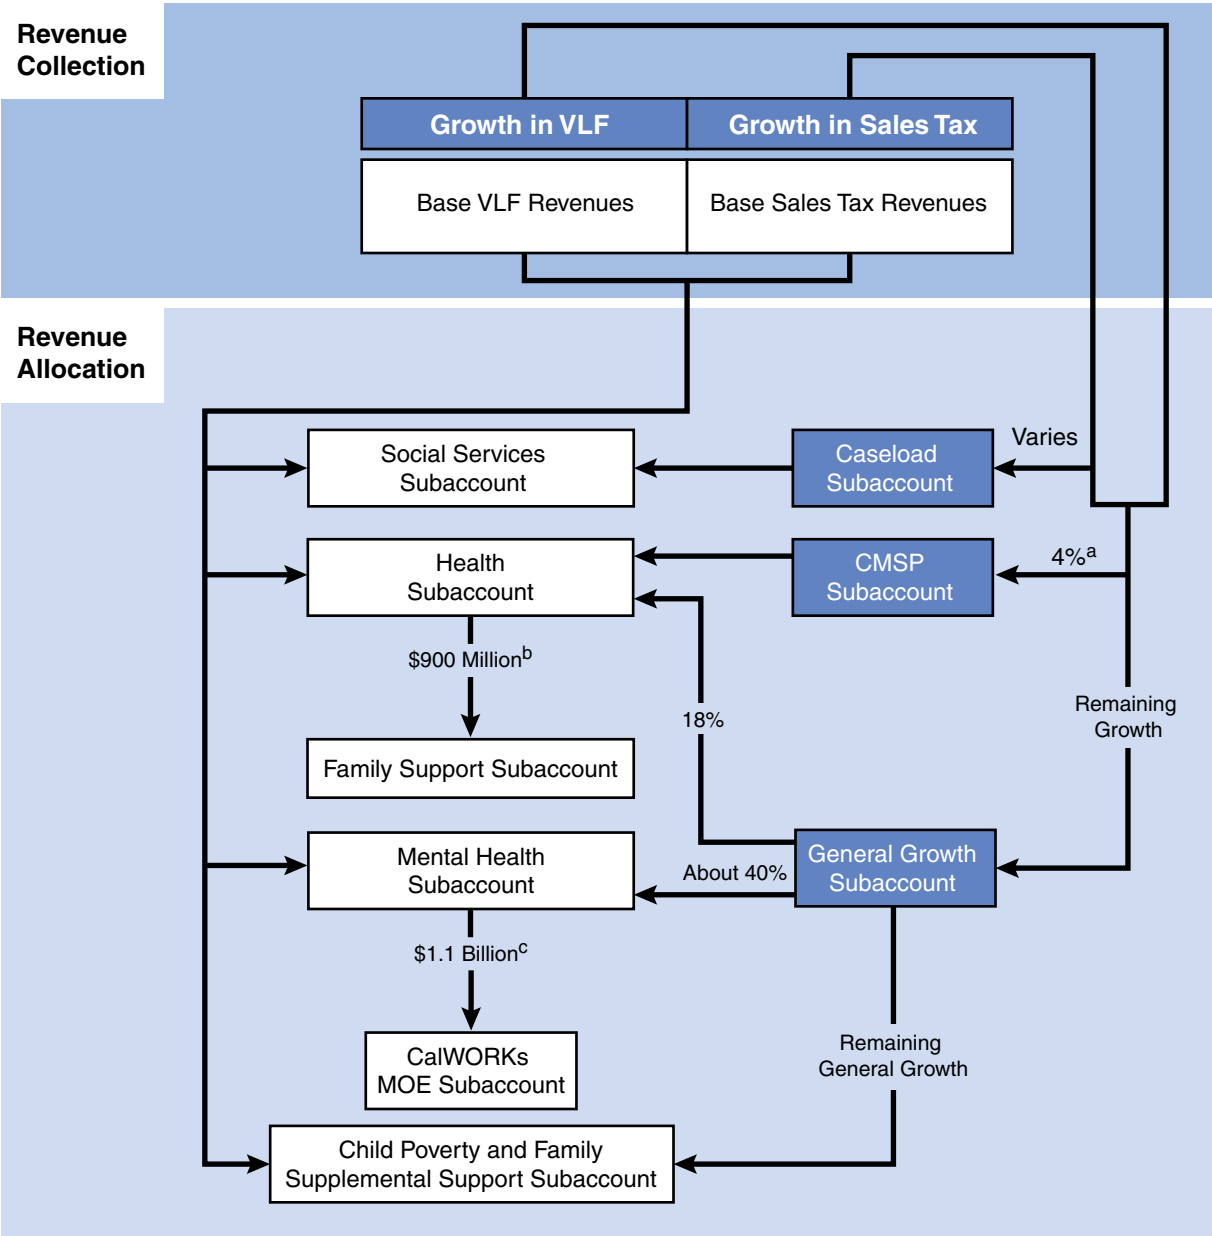 Revenue
Collection
Growth in VLF
Growth in Sales Tax
Base VLF Revenues
Base Sales Tax Revenues
Revenue
Allocation
Social Services
Subaccount
Caseload
Subaccount
Varies
Health
Subaccount
CMSP
Subaccount
4%a
$900 Millionb
18%
Remaining
Growth
Family Support Subaccount
Mental Health
Subaccount
About 40%
General Growth
Subaccount
$1.1 Billionc
CalWORKs
MOE Subaccount
Remaining
General Growth
Child Poverty and Family
Supplemental Support Subaccount